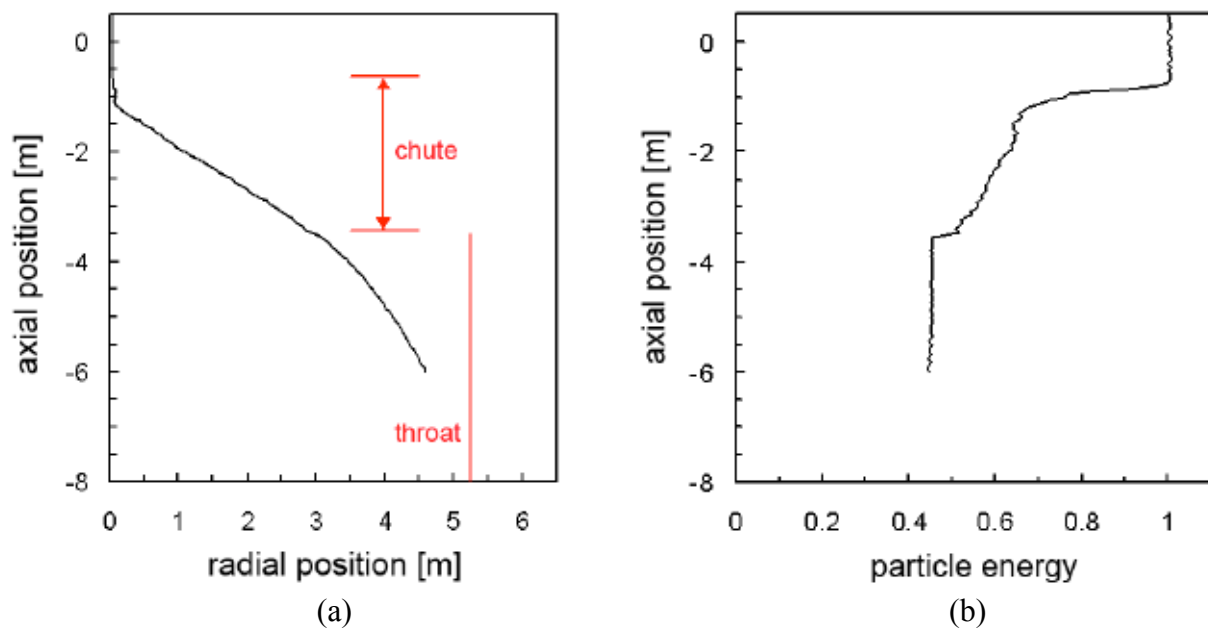 0
-2
-4
-6
-8
axial position [m]
chute
throat
0 1 2 3 4 5 6
radial position [m]
(a)
0
-2
-4
-6
-8
axial position [m]
0 0.2 0.4 0.6 0.8 1
particle energy
(b)